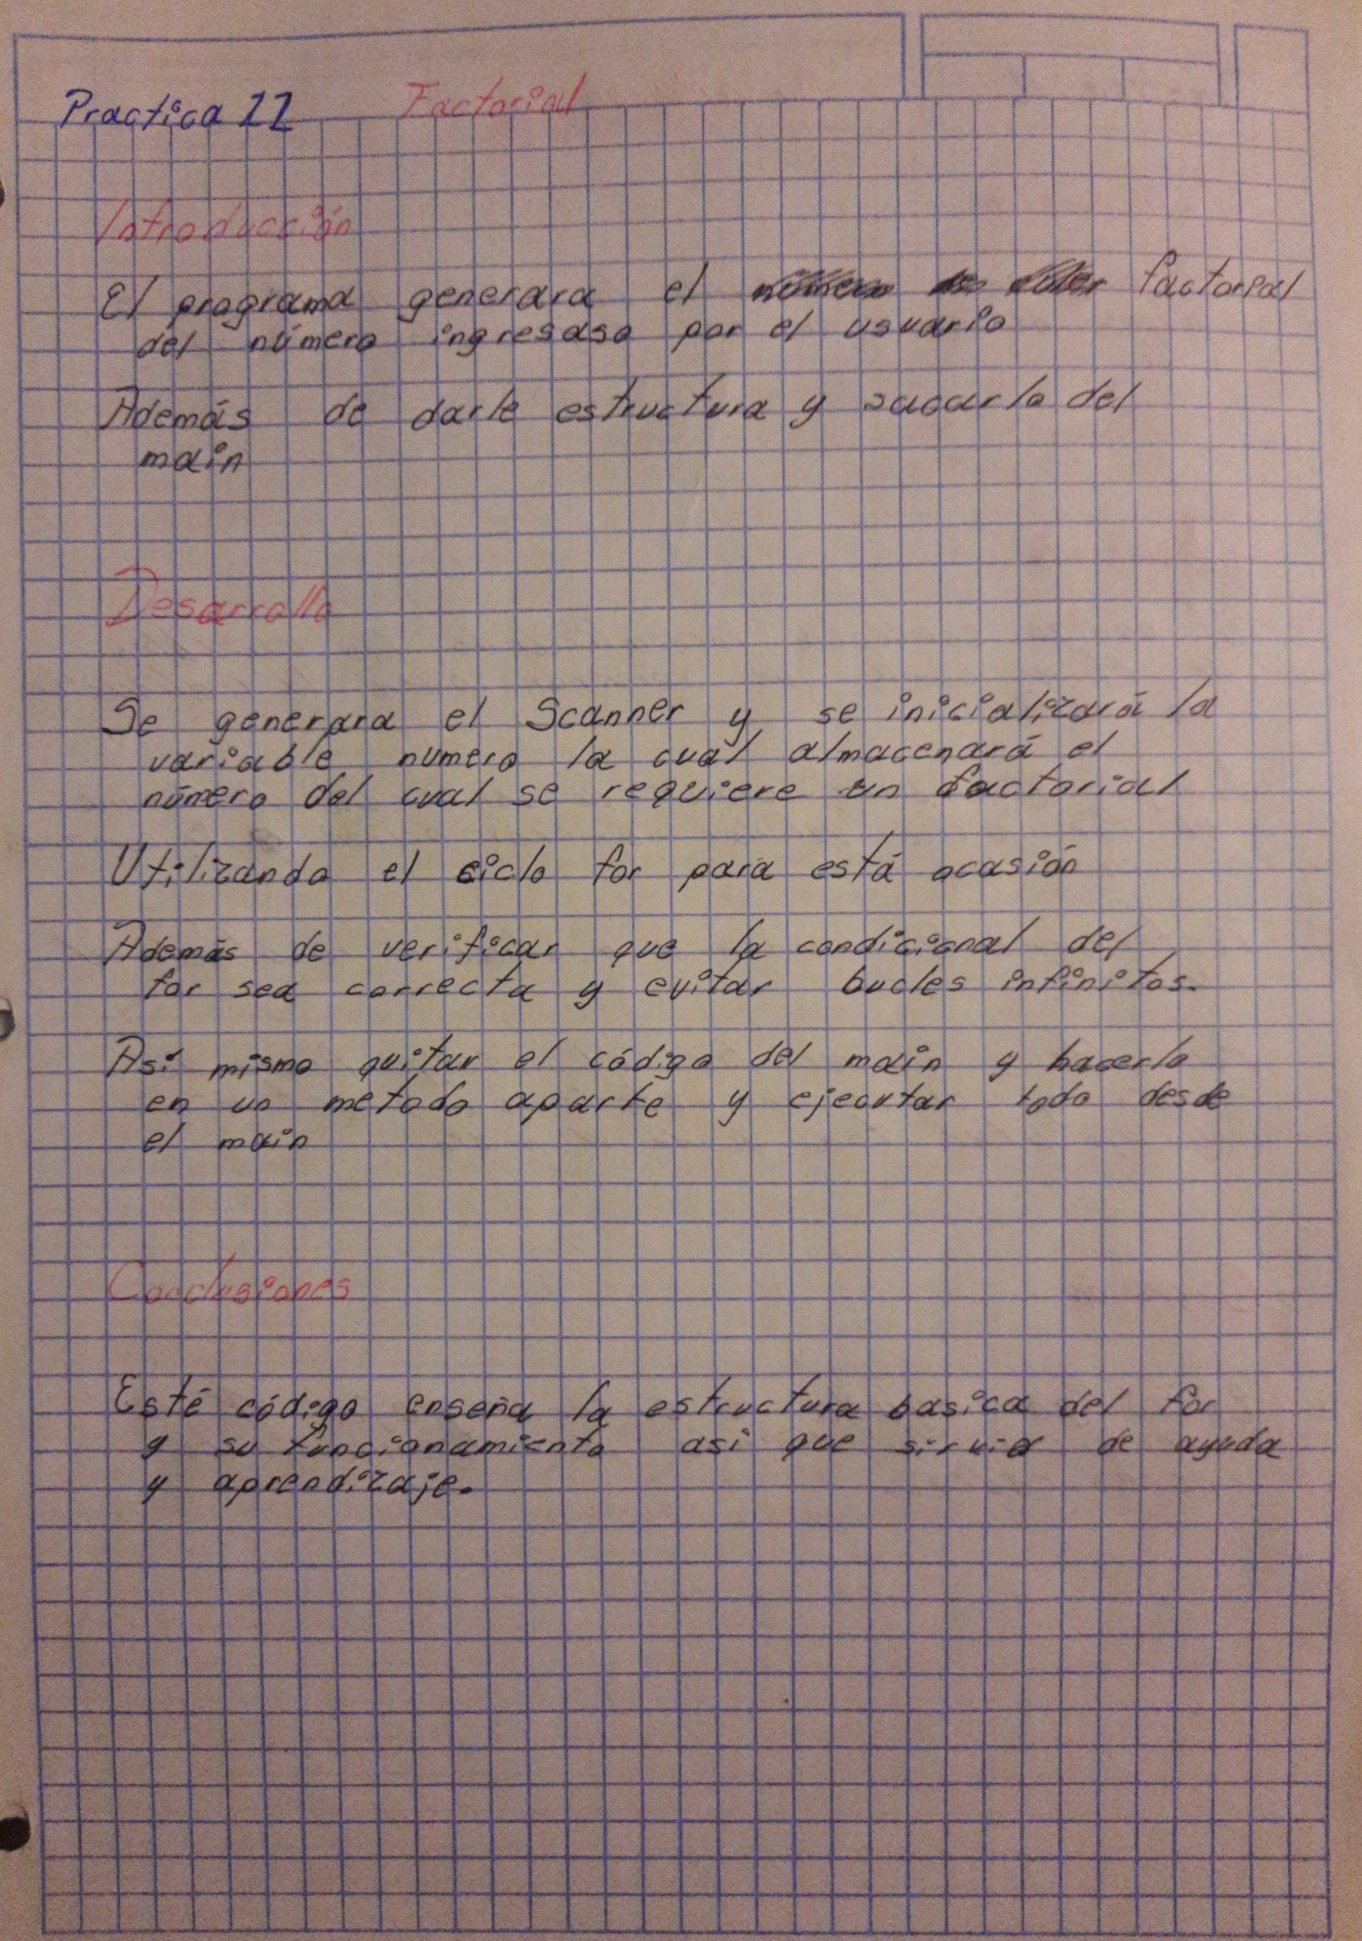 Practica 11 Factorial
Introducción
El programa generara el número de Euler factorial
del número ingresaso por el usuario
Además de darle estructura y sacarlo del
main
Desarrollo
Se generara el Scanner y se inicializará la
variable numero la cual almacenará el
número del cual se requiere un factorial
Utilizando el ciclo for para está ocasión
Además de verificar que la condicional del
for sea correcta y evitar bucles infinitos.
Asi mismo quitar el código del main y hacerlo
en un metodo aparte y ejecutar todo desde
el main
Conclusiones
Esté código enseña la estructura basica del for
y su funcionamiento asi que sirvio de ayuda
y aprendizaje.